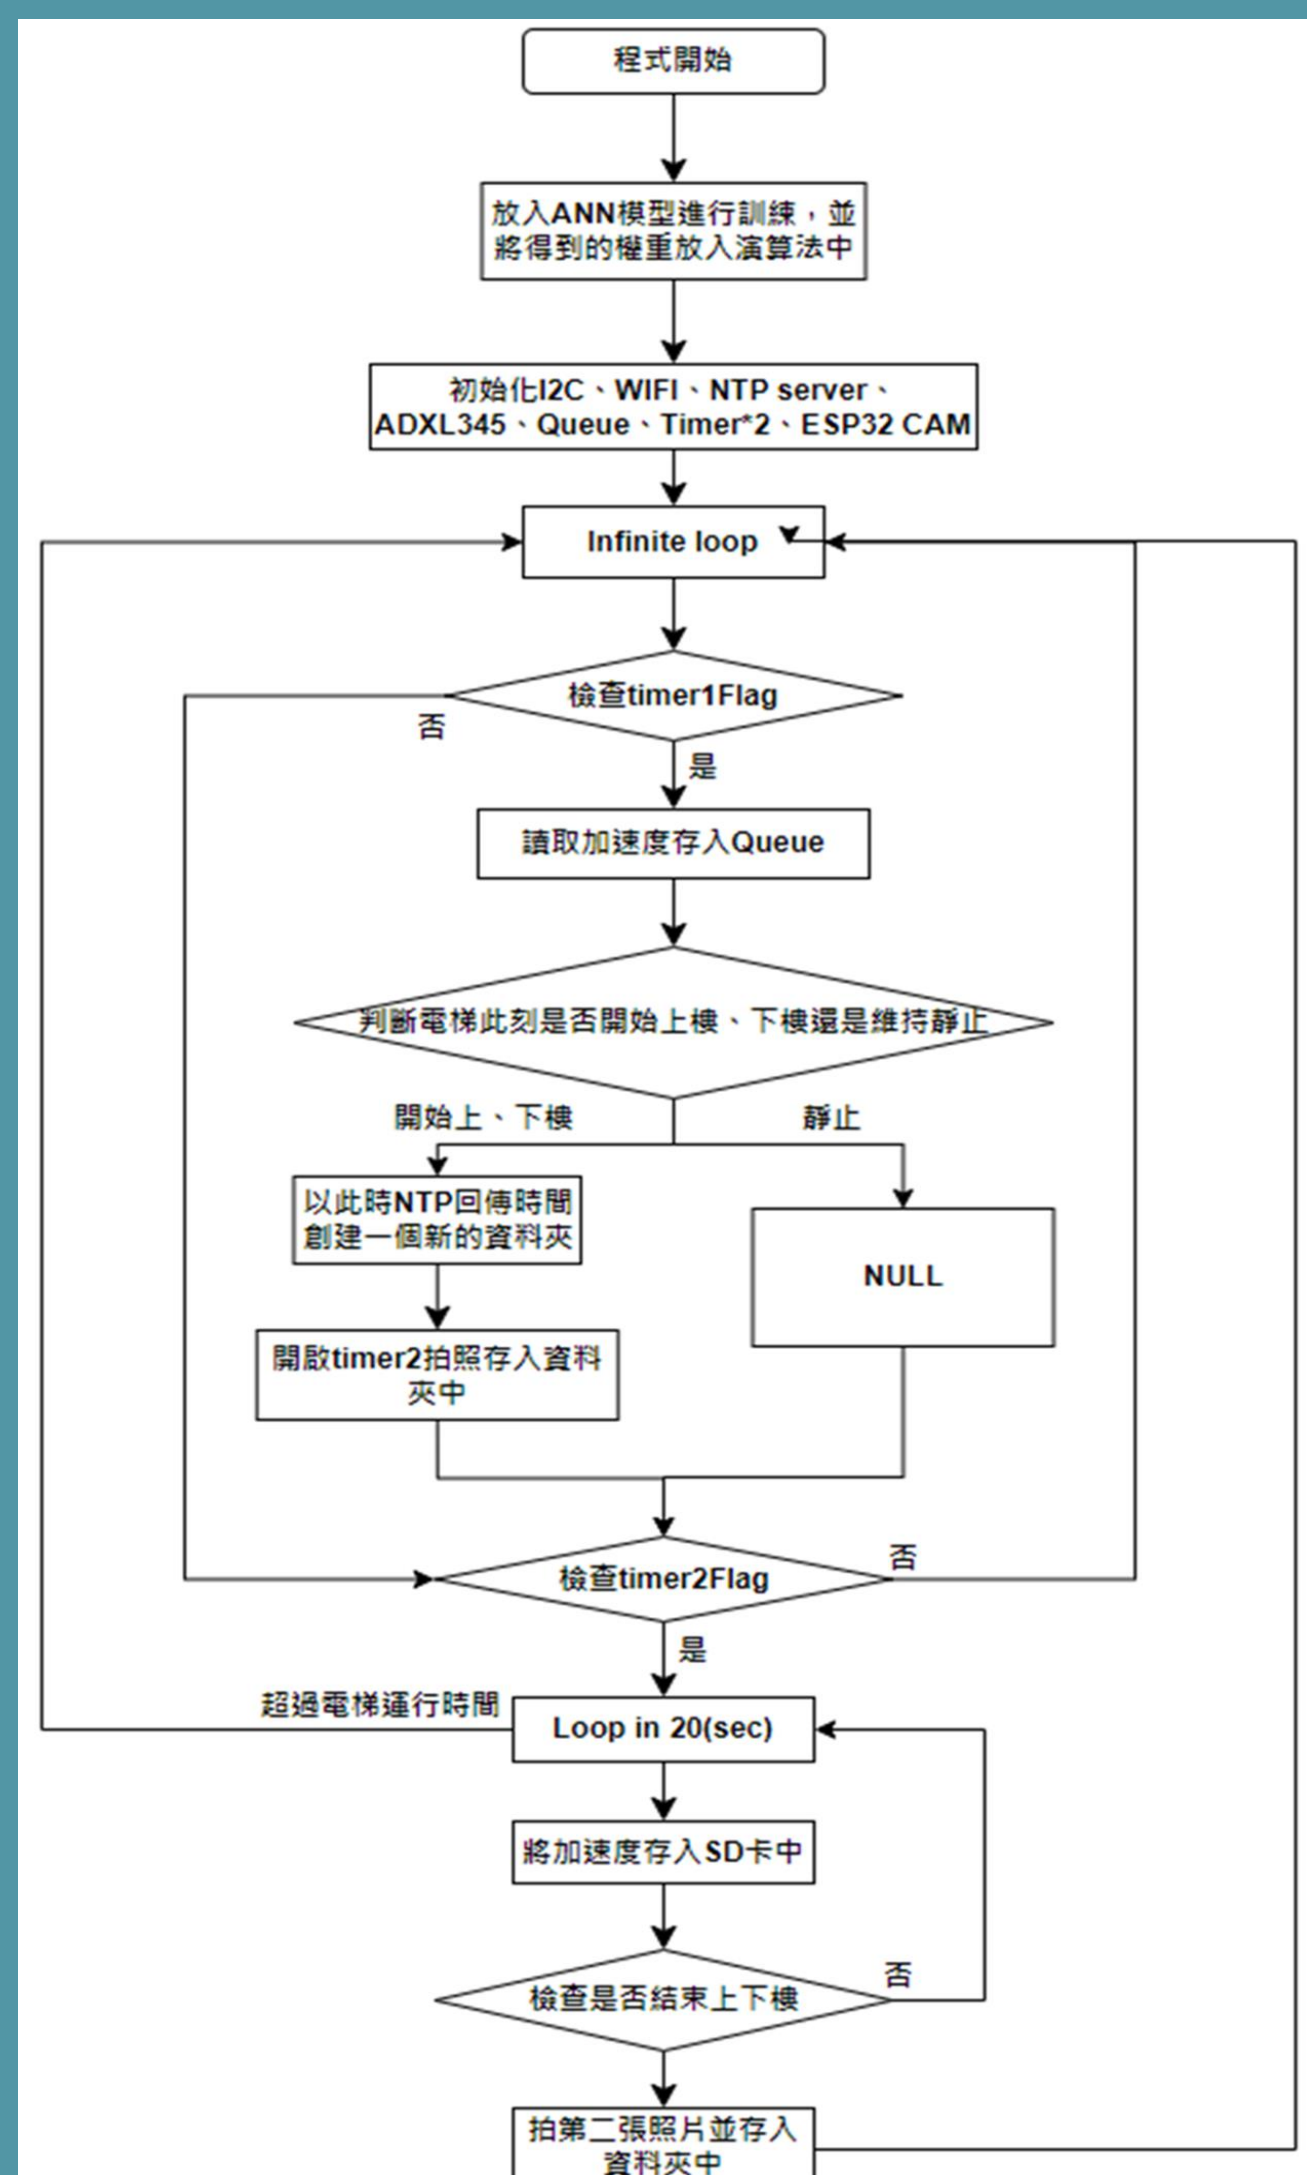 程式開始
放入ANN模型進行訓練，並
將得到的權重放入演算法中
初始化I2C、WIFI、NTP server、
ADXL345、Queue、Timer*2、ESP32 CAM
Infinite loop
檢查timer1Flag
否
是
讀取加速度存入Queue
判斷電梯此刻是否開始上樓、下樓還是維持靜止
開始上、下樓
靜止
以此時NTP回傳時間
創建一個新的資料夾
NULL
開啟timer2拍照存入資料
夾中
檢查timer2Flag
否
是
超過電梯運行時間
Loop in 20(sec)
將加速度存入SD卡中
檢查是否結束上下樓
否
拍第二張照片並存入
資料夾中